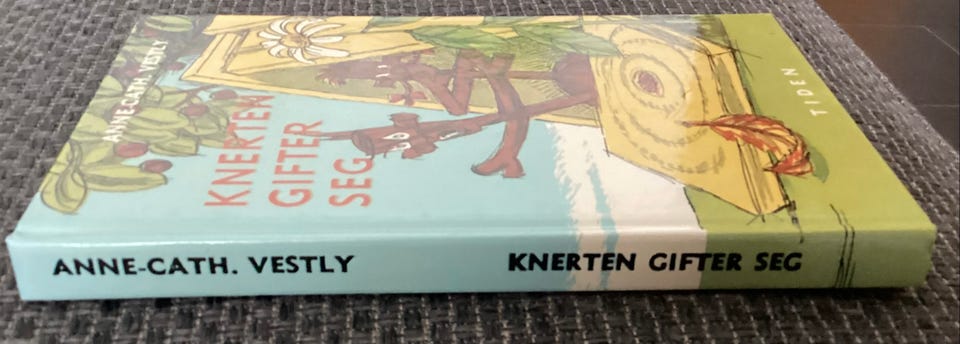 ANNE-CATH. VESTLY
KNERTEN
GIFTER
SEG
TIDEN
ANNE-CATH. VESTLY KNERTEN GIFTER SEG